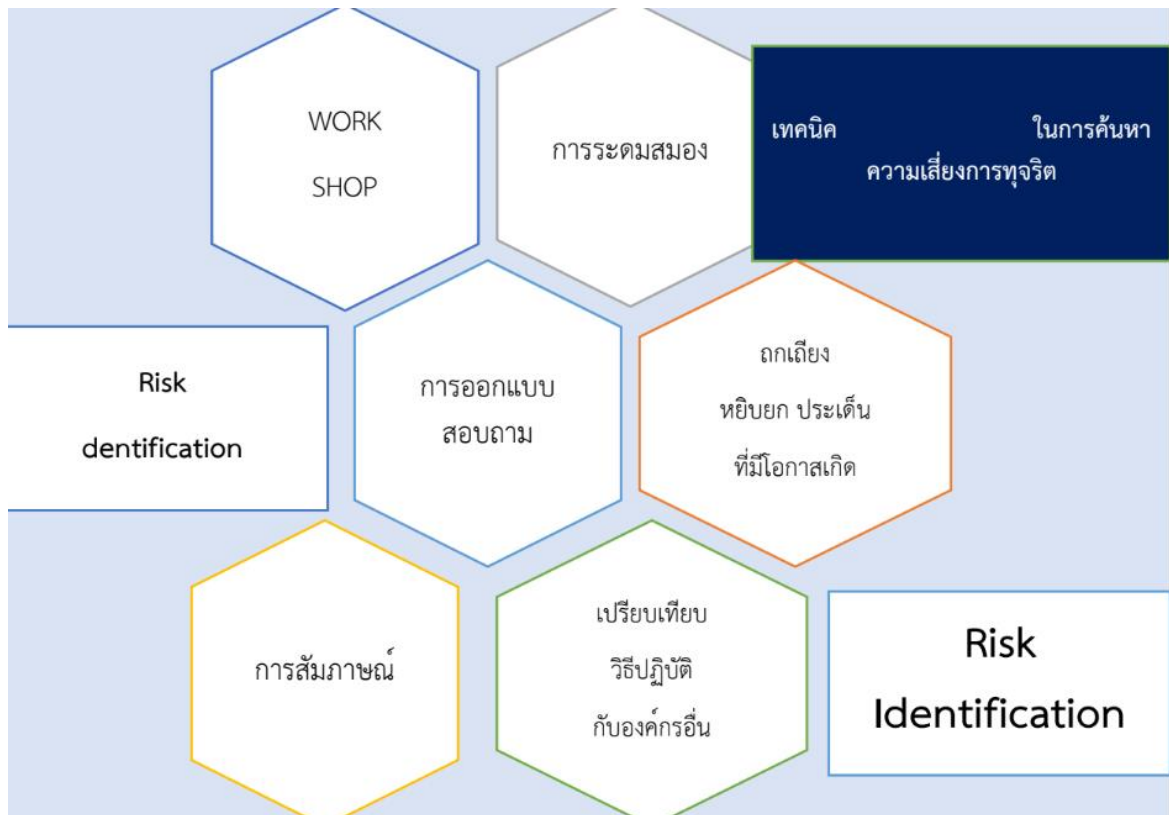 WORK
SHOP
การระดมสมอง
เทคนิค ในการค้นหา
ความเสี่ยงการทุจริต
Risk
dentification
การออกแบบ
สอบถาม
ถกเถียง
หยิบยก ประเด็น
ที่มีโอกาสเกิด
การสัมภาษณ์
เปรียบเทียบ
วิธีปฏิบัติ
กับองค์กรอื่น
Risk
Identification